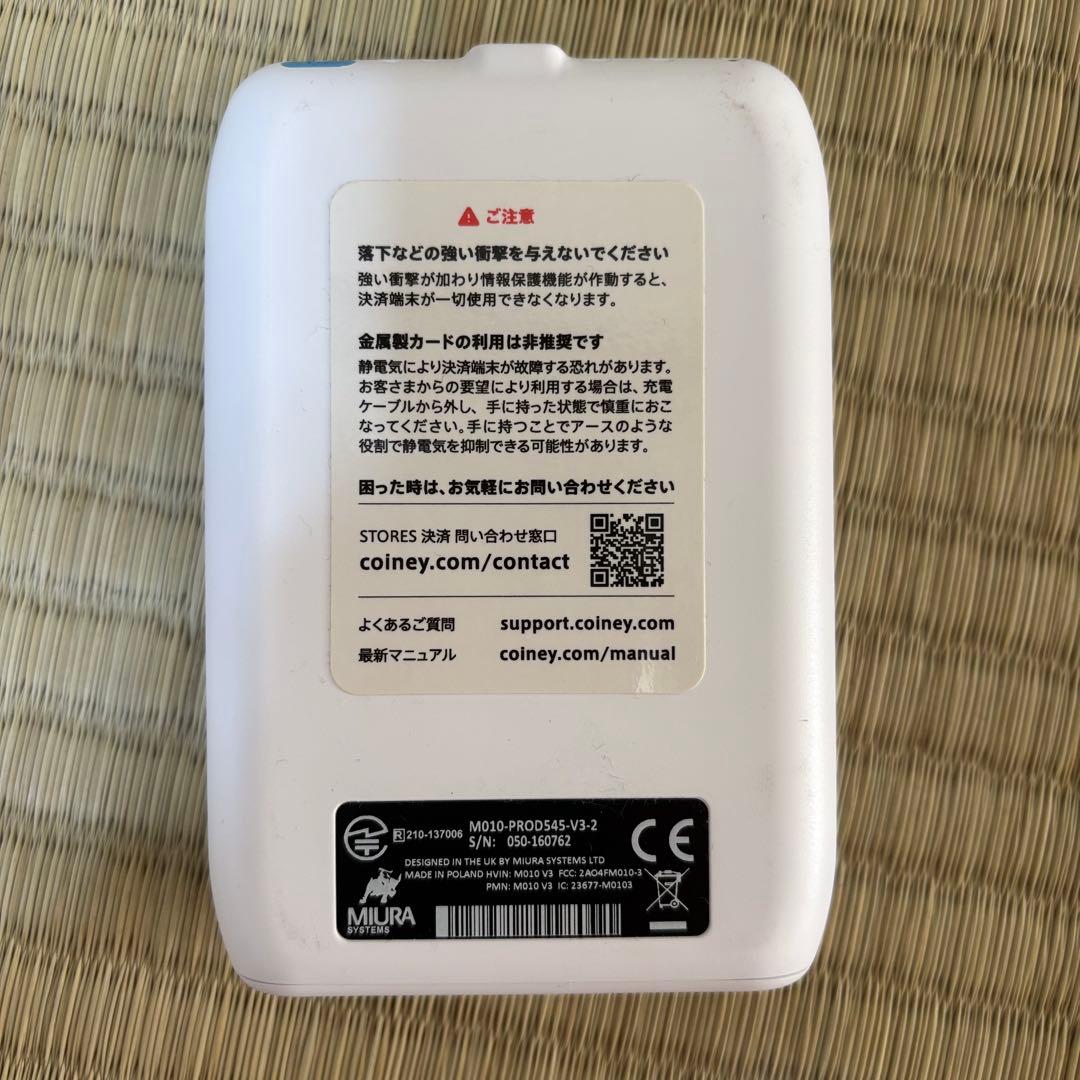 ご注意
落下などの強い衝撃を与えないでください
強い衝撃が加わり情報保護機能が作動すると、
決済端末が一切使用できなくなります。
金属製カードの利用は非推奨です
静電気により決済端末が故障する恐れがあります。
お客さまからの要望により利用する場合は、充電
ケーブルから外し、手に持った状態で慎重におこ
なってください。手に持つことでアースのような
役割で静電気を抑制できる可能性があります。
困った時は、お気軽にお問い合わせください
STORES 決済 問い合わせ窓口
coiney.com/contact
よくあるご質問 support.coiney.com
最新マニュアル coiney.com/manual
R 210-137006
M010-PROD545-V3-2
S/N: 050-160762
CE
DESIGNED IN THE UK BY MIURA SYSTEMS LTD
MADE IN POLAND HVIN: M010 V3 FCC: 2AO4FM010-3
PMN: M010 V3 IC: 23677-M0103
MIURA
SYSTEMS